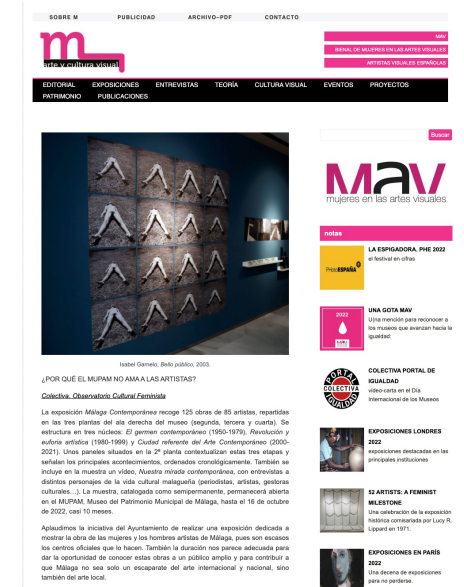 SOBRE M PUBLICIDAD ARCHIVO–PDF CONTACTO
m
arte y cultura visual
MAV
BIENAL DE MUJERES EN LAS ARTES VISUALES
ARTISTAS VISUALES ESPAÑOLAS
EDITORIAL EXPOSICIONES ENTREVISTAS TEORÍA CULTURA VISUAL EVENTOS PROYECTOS
PATRIMONIO PUBLICACIONES
Isabel Garnelo, Bello público, 2003.
¿POR QUÉ EL MUPAM NO AMA A LAS ARTISTAS?
Colectiva. Observatorio Cultural Feminista
La exposición Málaga Contemporánea recoge 125 obras de 85 artistas, repartidas
en las tres plantas del ala derecha del museo (segunda, tercera y cuarta). Se
estructura en tres núcleos: El germen contemporáneo (1950-1979), Revolución y
euforia artística (1980-1999) y Ciudad referente del Arte Contemporáneo (2000-
2021). Unos paneles situados en la 2ª planta contextualizan estas tres etapas y
señalan los principales acontecimientos, ordenados cronológicamente. También se
incluye en la muestra un vídeo, Nuestra mirada contemporánea, con entrevistas a
distintos personajes de la vida cultural malagueña (periodistas, artistas, gestoras
culturales…). La muestra, catalogada como semipermanente, permanecerá abierta
en el MUPAM, Museo del Patrimonio Municipal de Málaga, hasta el 16 de octubre
de 2022, casi 10 meses.
Aplaudimos la iniciativa del Ayuntamiento de realizar una exposición dedicada a
mostrar la obra de las mujeres y los hombres artistas de Málaga, pues son escasos
los centros oficiales que lo hacen. También la duración nos parece adecuada para
dar la oportunidad de conocer estas obras a un público amplio y para contribuir a
que Málaga no sea solo un escaparate del arte internacional y nacional, sino
también del arte local.
Buscar
MAV
mujeres en las artes visuales
notas
PHotoESPAÑA
LA ESPIGADORA. PHE 2022
el festival en cifras
2022
UNA GOTA MAV
U(na mención para reconocer a
los museos que avanzan hacia la
igualdad:
PORTAL
COLECTIVA
IGUALDAD
COLECTIVA PORTAL DE
IGUALDAD
video-carta en el Día
Internacional de los Museos
EXPOSICIONES LONDRES
2022
exposiciones destacadas en las
principales instituciones
52 ARTISTS: A FEMINIST
MILESTONE
Una celebración de la exposición
histórica comisariada por Lucy R.
Lippard en 1971.
EXPOSICIONES EN PARÍS
2022
Una decena de exposiciones
para no perderse.